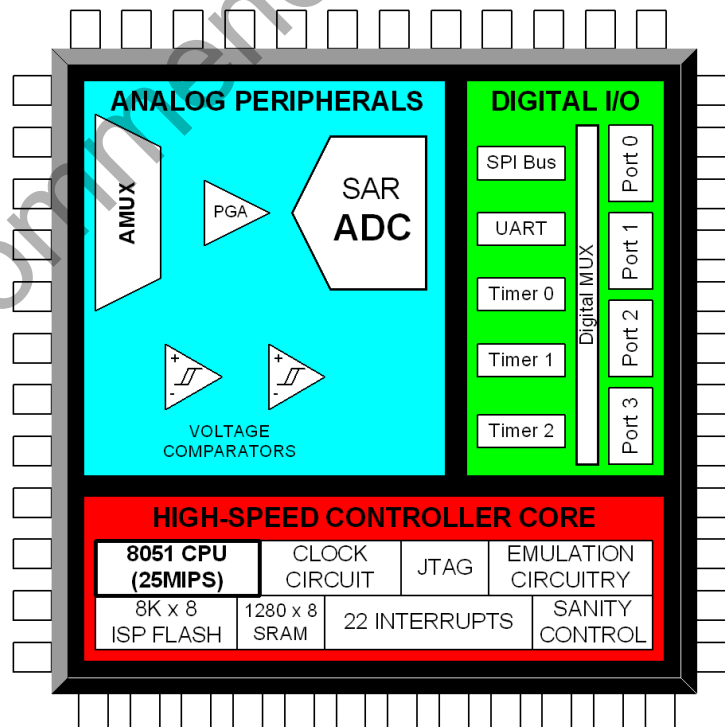 ANALOG PERIPHERALS
AMUX
PGA
SAR
ADC
+
-
+
-
VOLTAGE
COMPARATORS
DIGITAL I/O
SPI Bus
UART
Timer 0
Timer 1
Timer 2
Digital MUX
Port 0
Port 1
Port 2
Port 3
HIGH-SPEED CONTROLLER CORE
8051 CPU
(25MIPS)
CLOCK
CIRCUIT
JTAG
EMULATION
CIRCUITRY
8K x 8
ISP FLASH
1280 x 8
SRAM
22 INTERRUPTS
SANITY
CONTROL